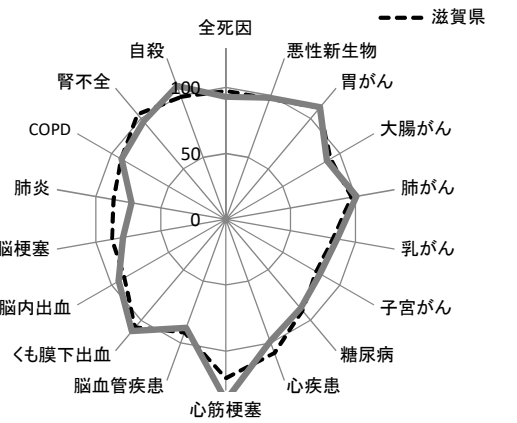 滋賀県
全死因
悪性新生物
胃がん
大腸がん
肺がん
乳がん
子宮がん
糖尿病
心疾患
心筋梗塞
脳血管疾患
くも膜下出血
脳内出血
脳梗塞
肺炎
COPD
腎不全
自殺
100
50
0